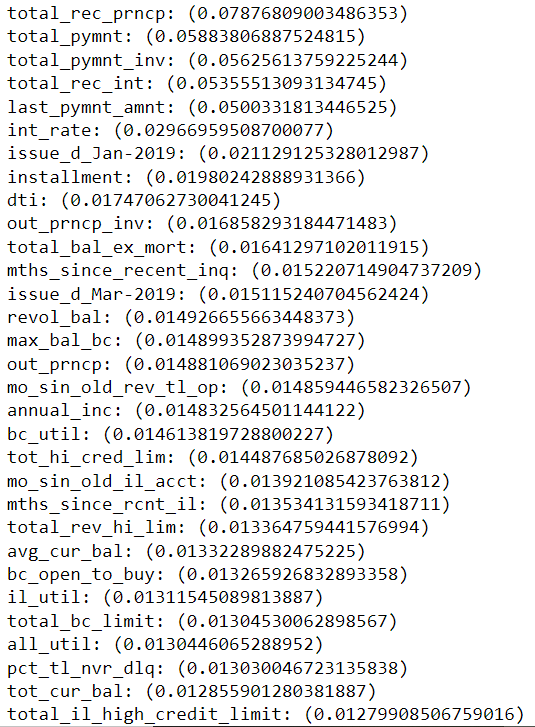 total_rec_prncp: (0.07876809003486353)
total_pymnt: (0.05883806887524815)
total_pymnt_inv: (0.05625613759225244)
total_rec_int: (0.05355513093134745)
last_pymnt_amnt: (0.0500331813446525)
int_rate: (0.02966959508700077)
issue_d_Jan-2019: (0.021129125328012987)
installment: (0.01980242888931366)
dti: (0.01747062730041245)
out_prncp_inv: (0.016858293184471483)
total_bal_ex_mort: (0.01641297102011915)
mths_since_recent_inq: (0.015220714904737209)
issue_d_Mar-2019: (0.015115240704562424)
revol_bal: (0.014926655663448373)
max_bal_bc: (0.014899352873994727)
out_prncp: (0.014881069023035237)
mo_sin_old_rev_tl_op: (0.014859446582326507)
annual_inc: (0.014832564501144122)
bc_util: (0.014613819728800227)
tot_hi_cred_lim: (0.014487685026878092)
mo_sin_old_il_acct: (0.013921085423763812)
mths_since_rcnt_il: (0.013534131593418711)
total_rev_hi_lim: (0.013364759441576994)
avg_cur_bal: (0.01332289882475225)
bc_open_to_buy: (0.013265926832893358)
il_util: (0.01311545089813887)
total_bc_limit: (0.01304530062898567)
all_util: (0.0130446065288952)
pct_tl_nvr_dlq: (0.013030046723135838)
tot_cur_bal: (0.012855901280381887)
total_il_high_credit_limit: (0.01279908506759016)